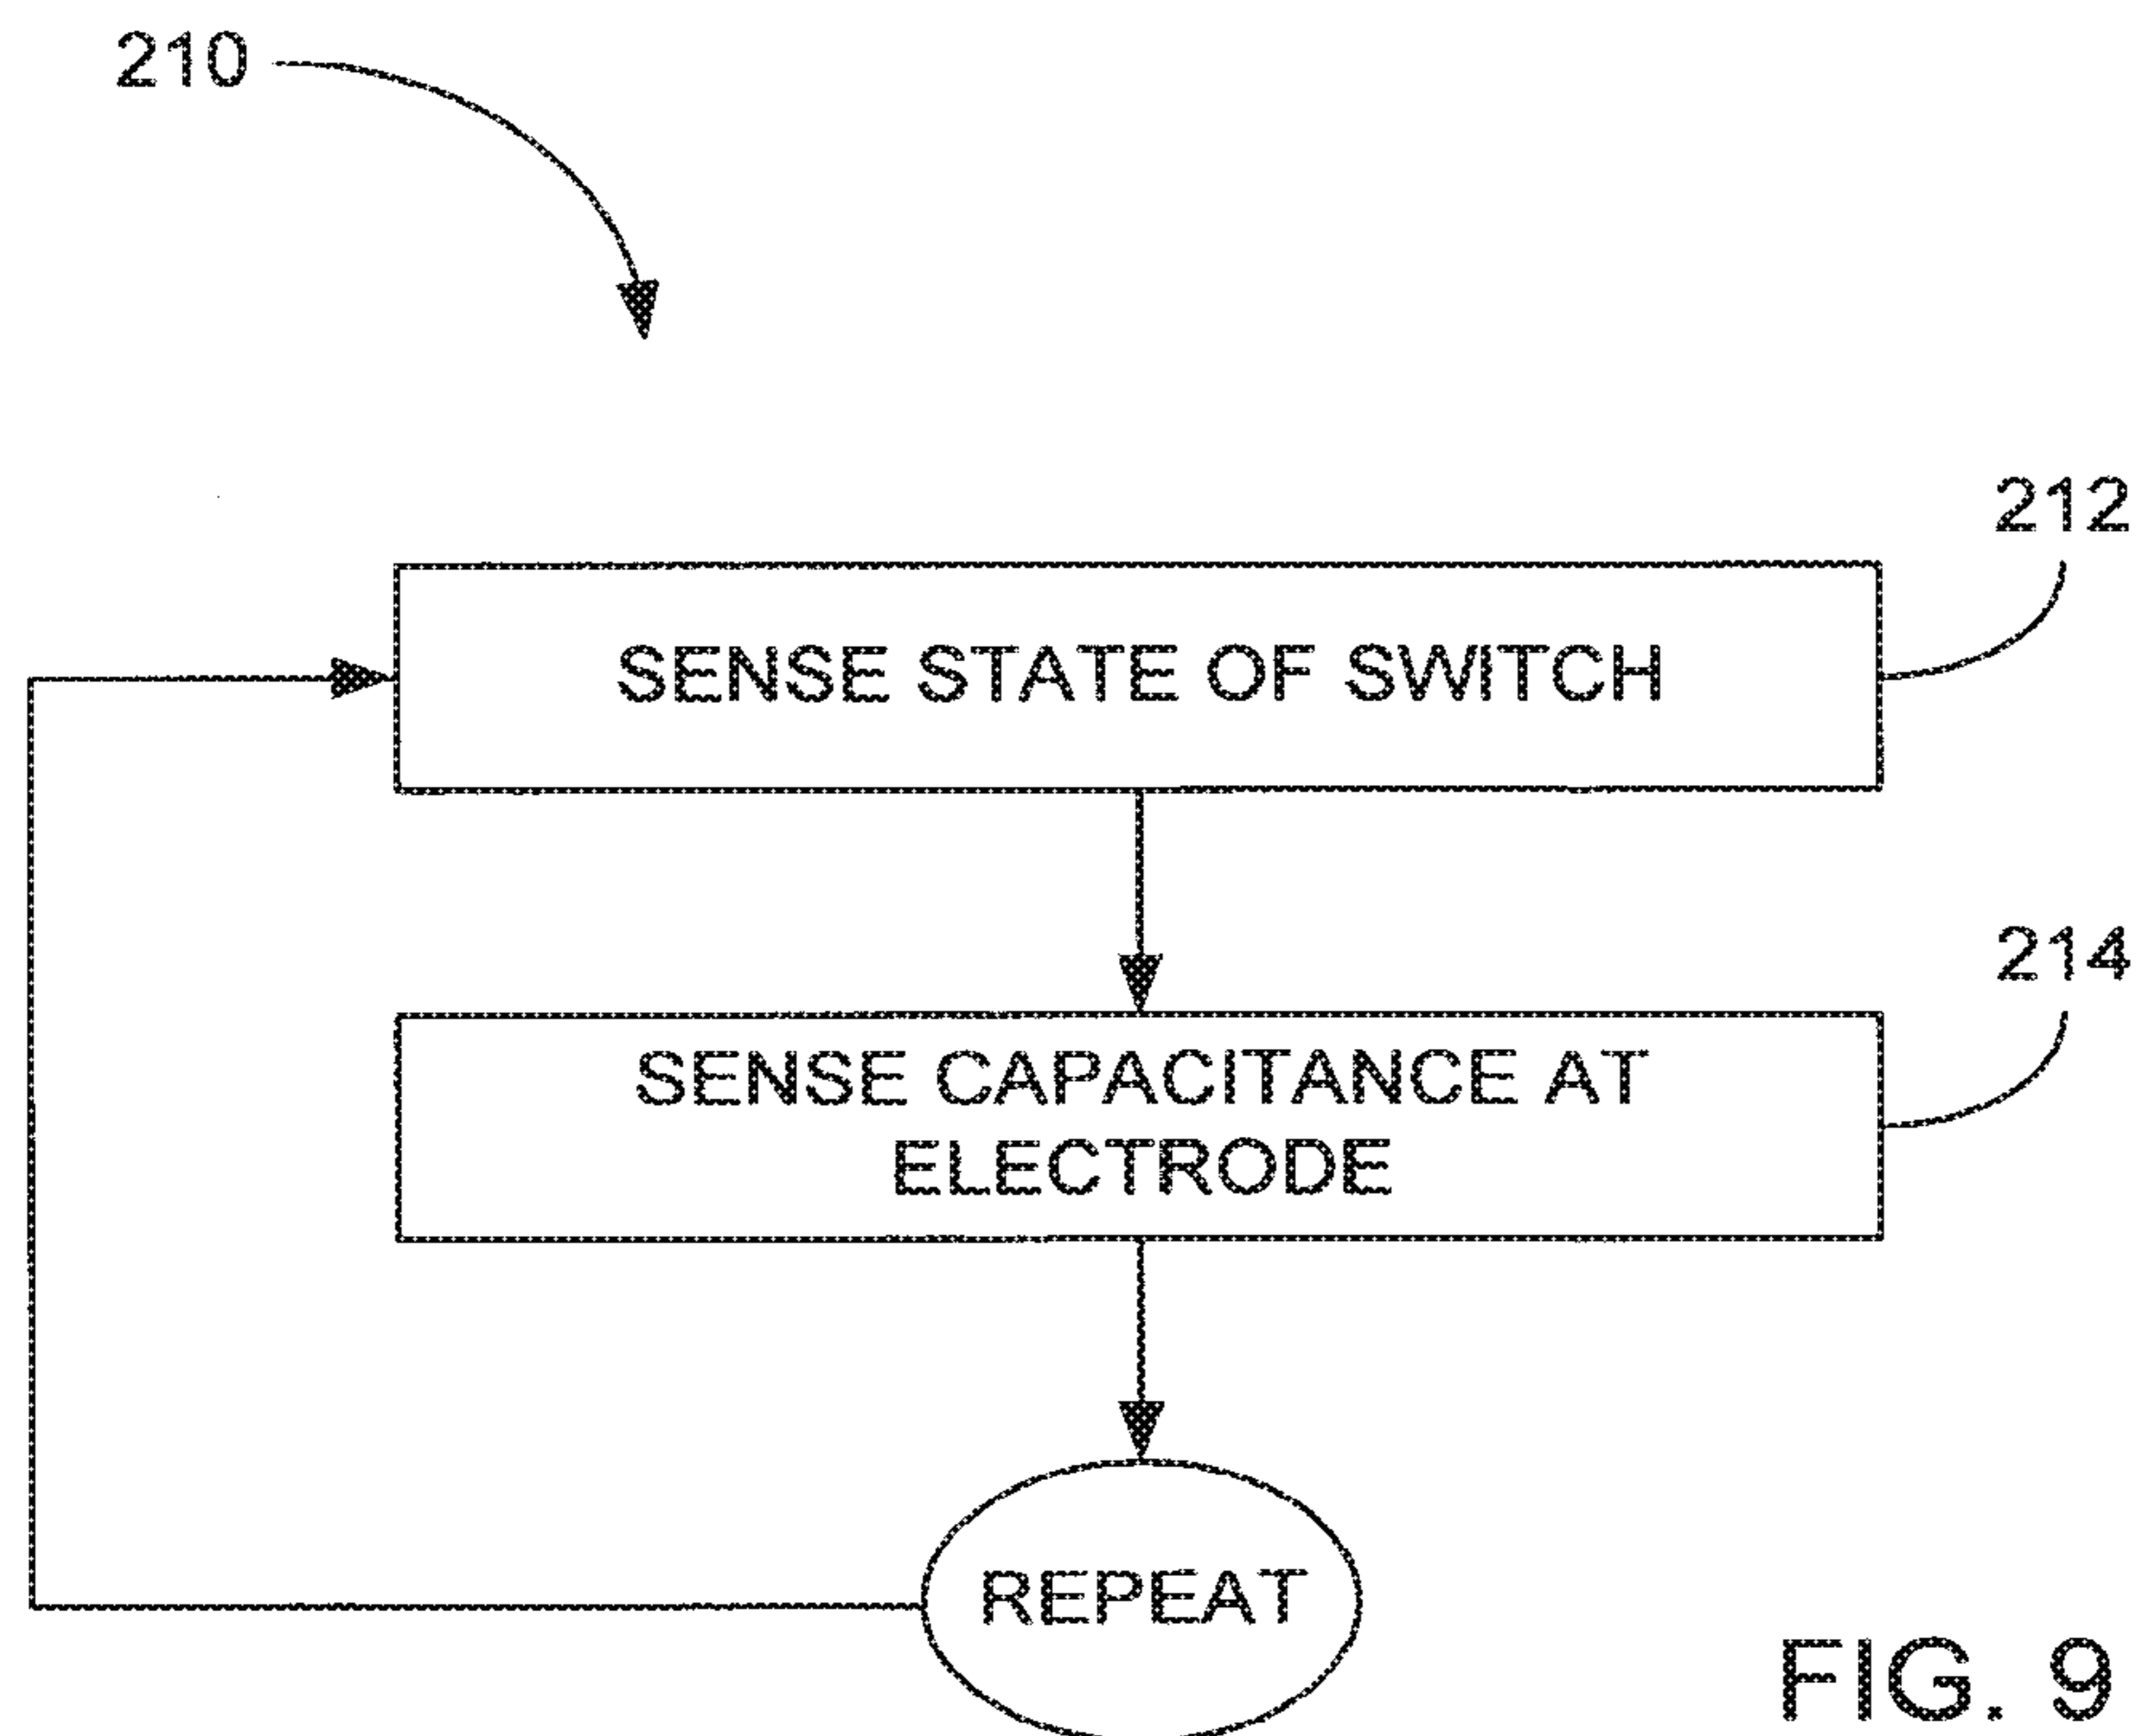 210
212
SENSE STATE OF SWITCH
214
SENSE CAPACITANCE AT
ELECTRODE
REPEAT
FIG. 9